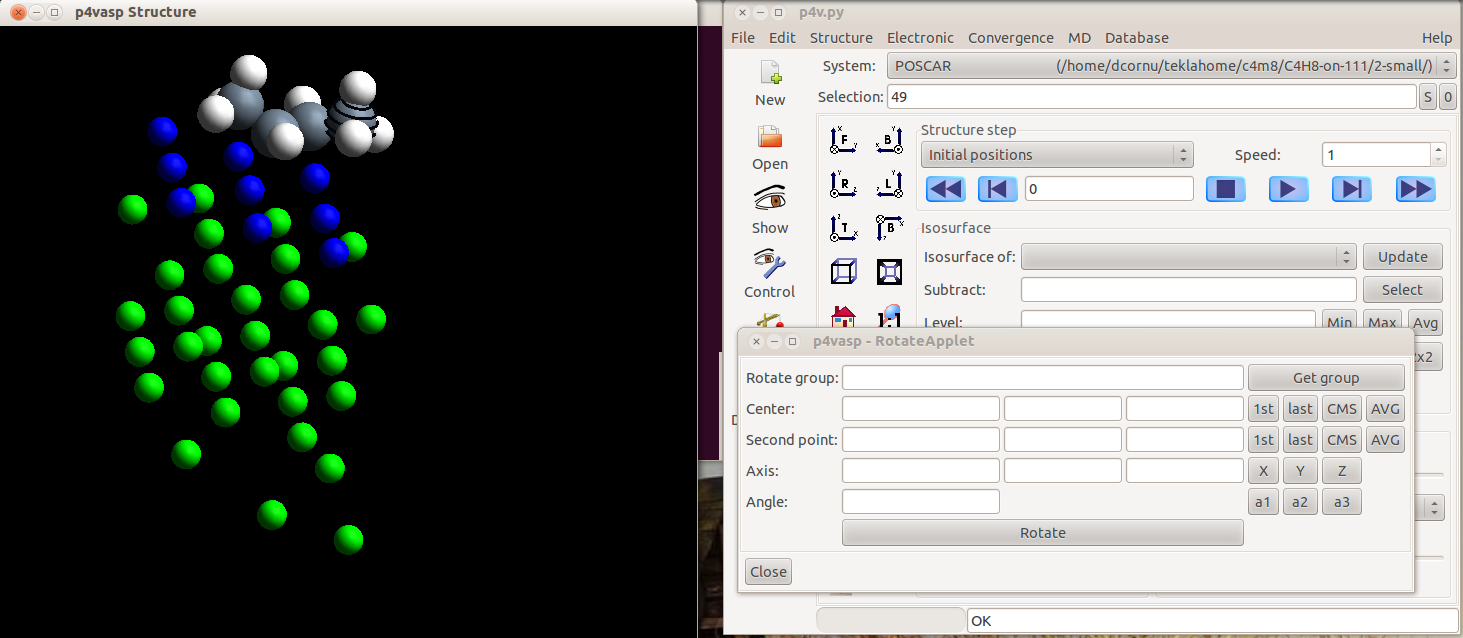 p4vasp Structure
p4v.py
File Edit Structure Electronic Convergence MD Database Help
System: POSCAR (/home/dcornu/teklahome/c4m8/C4H8-on-111/2-small/)
Selection: 49 S 0
New
Open
Show
Control
F B
R L
T B
Structure step
Initial positions Speed: 1
0
Isosurface
Isosurface of: Update
Subtract: Select
Level: Min Max Avg
x2
p4vasp - RotateApplet
Rotate group: Get group
Center: 1st last CMS AVG
Second point: 1st last CMS AVG
Axis: X Y Z
Angle: a1 a2 a3
Rotate
Close
OK